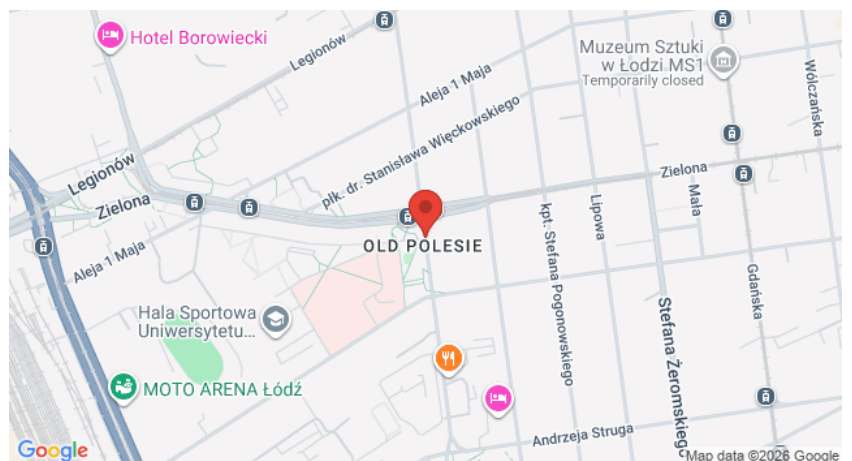 Hotel Borowiecki
Legionów
Aleja 1 Maja
Muzeum Sztuki
w Łodzi MS1
Temporarily closed
Wólczańska
płk. dr. Stanisława Więckowskiego
Legionów
Zielona
Zielona
Mała
Lipowa
kpt. Stefana Pogonowskiego
Aleja 1 Maja
OLD POLESIE
Gdańska
Stefana Żeromskiego
Hala Sportowa
Uniwersytetu...
MOTO ARENA Łódź
Andrzeja Struga
Google
Map data ©2026 Google